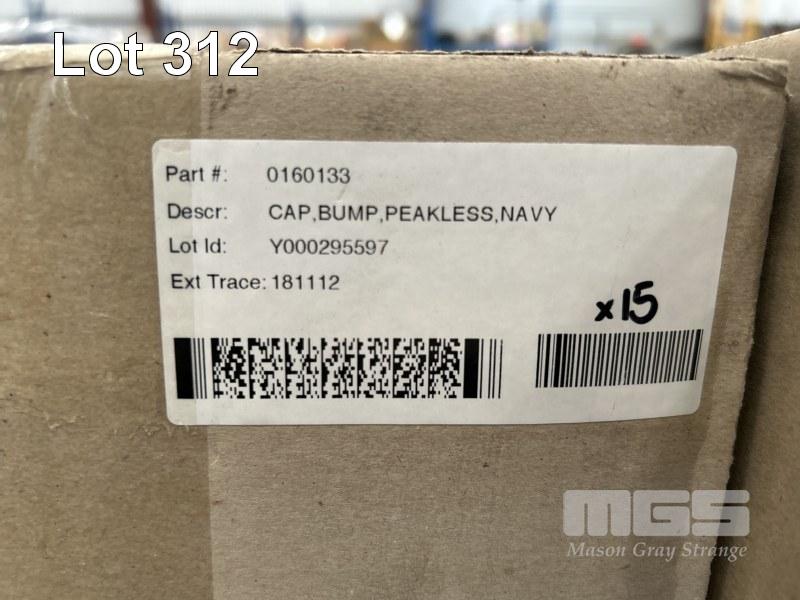 Lot 312
Part #: 0160133
Descr: CAP,BUMP,PEAKLESS,NAVY
Lot Id: Y000295597
Ext Trace: 181112
x15
MGS
Mason Gray Strange